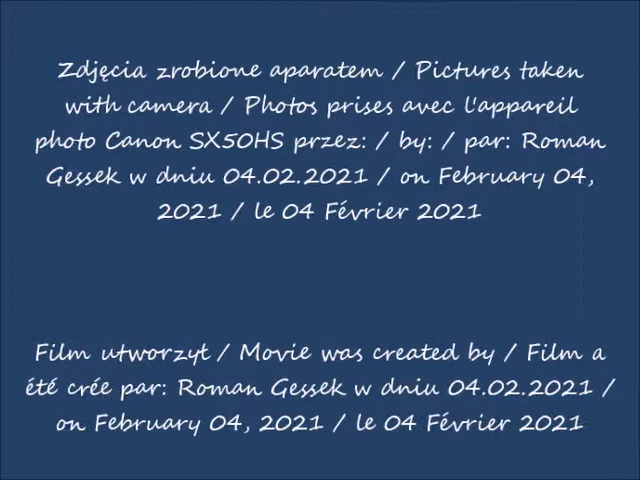 Zdjęcia zrobione aparatem / Pictures taken
with camera / Photos prises avec l'appareil
photo Canon SX50HS przez: / by: / par: Roman
Gessek w dniu 04.02.2021 / on February 04,
2021 / le 04 Février 2021
Film utworzył / Movie was created by / Film a
été crée par: Roman Gessek w dniu 04.02.2021 /
on February 04, 2021 / le 04 Février 2021